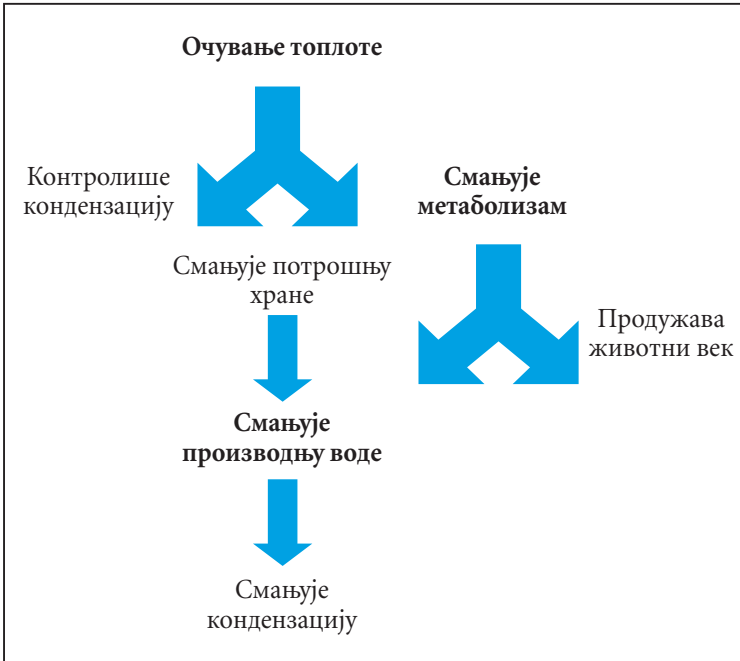 Очување топлоте
Контролише
кондензацију
Смањује
метаболизам
Смањује потрошњу
хране
Продужава
животни век
Смањује
производњу воде
Смањује
кондензацију